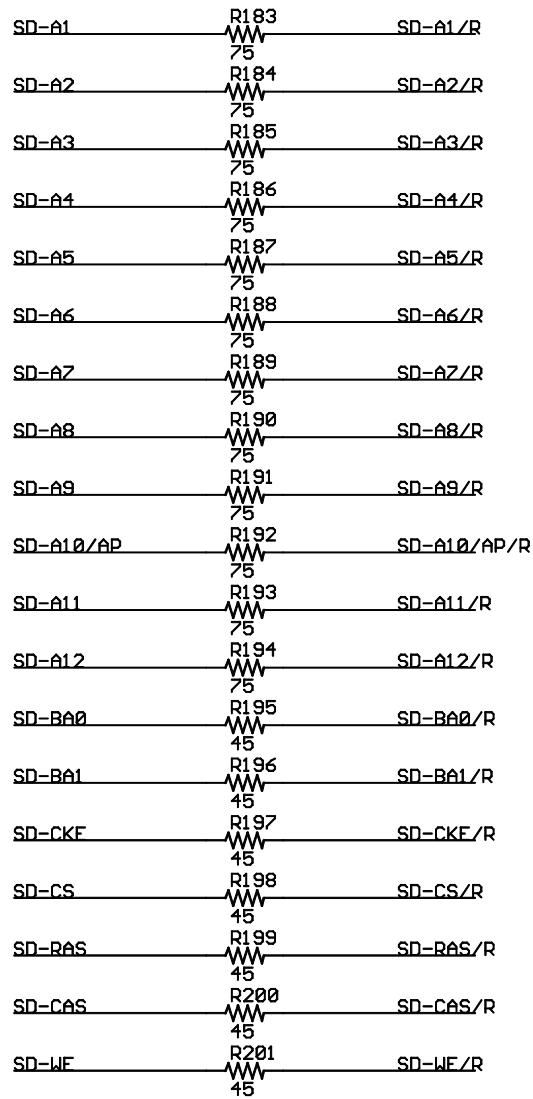 R183
SD-A1 SD-A1/R
75
R184
SD-A2 SD-A2/R
75
R185
SD-A3 SD-A3/R
75
R186
SD-A4 SD-A4/R
75
R187
SD-A5 SD-A5/R
75
R188
SD-A6 SD-A6/R
75
R189
SD-A7 SD-A7/R
75
R190
SD-A8 SD-A8/R
75
R191
SD-A9 SD-A9/R
75
R192
SD-A10/AP SD-A10/AP/R
75
R193
SD-A11 SD-A11/R
75
R194
SD-A12 SD-A12/R
75
R195
SD-BA0 SD-BA0/R
45
R196
SD-BA1 SD-BA1/R
45
R197
SD-CKE SD-CKE/R
45
R198
SD-CS SD-CS/R
45
R199
SD-RAS SD-RAS/R
45
R200
SD-CAS SD-CAS/R
45
R201
SD-WE SD-WE/R
45